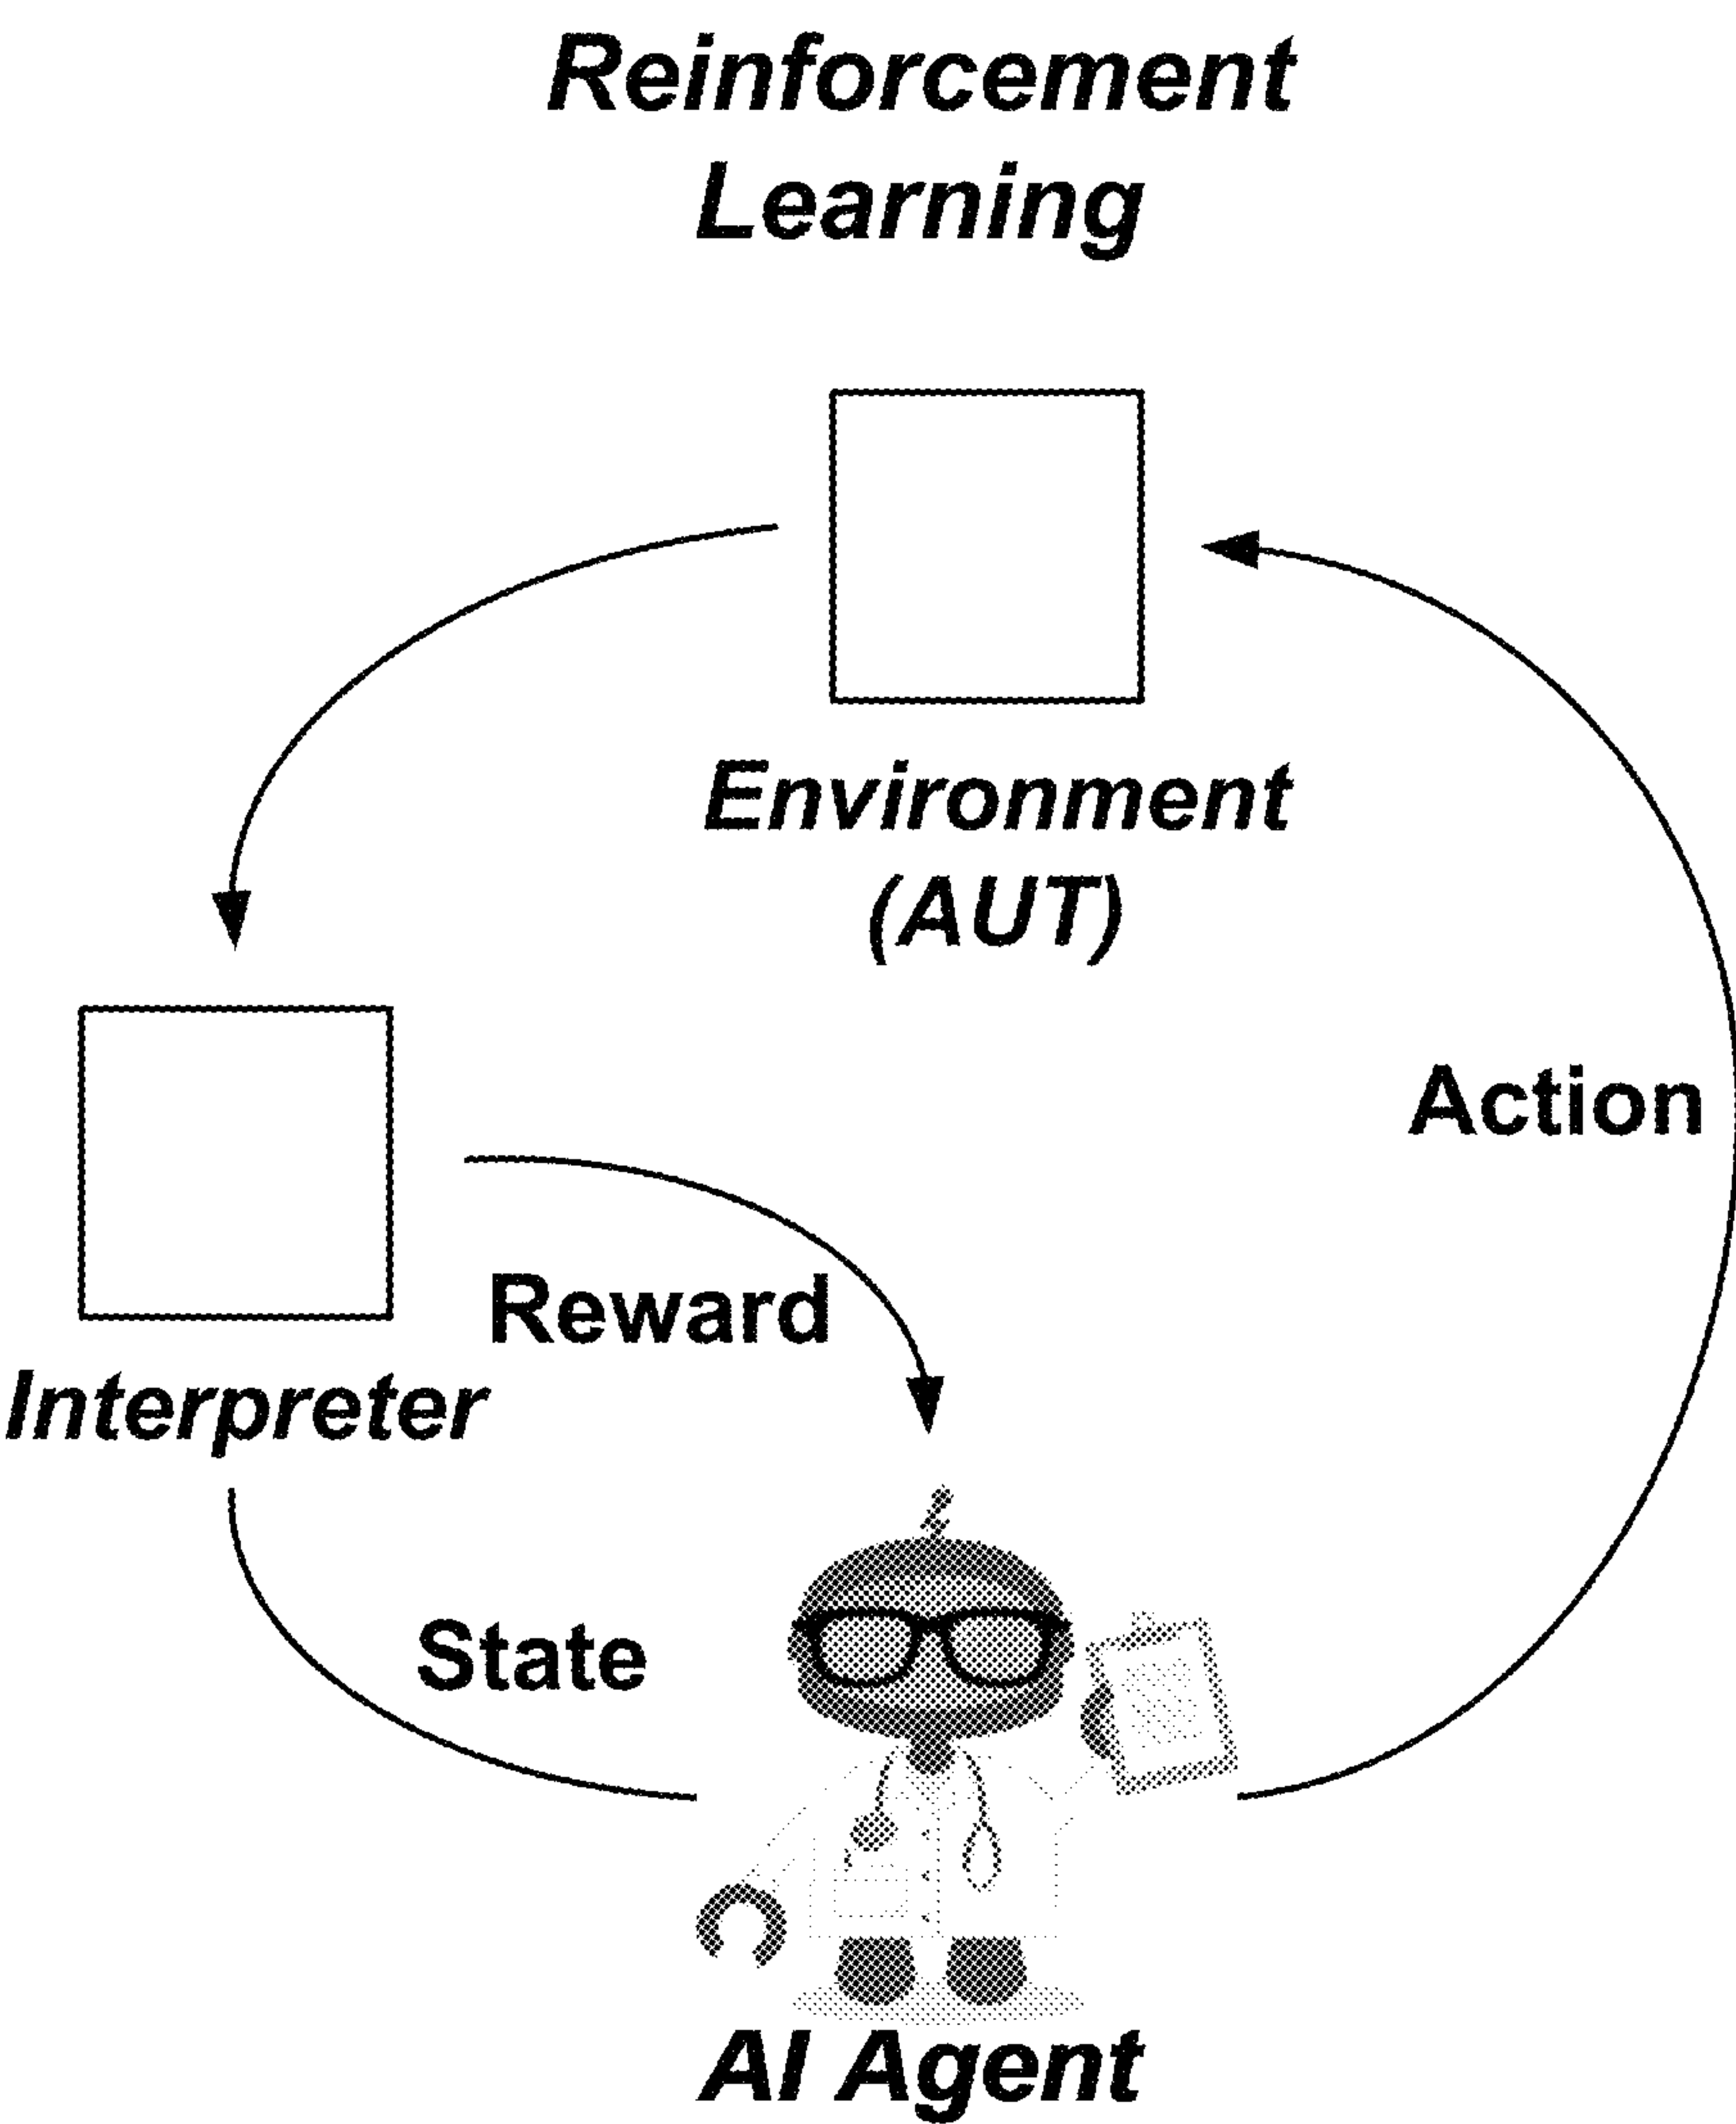 Reinforcement
Learning
Environment
(AUT)
Action
Reward
Interpreter
State
AI Agent